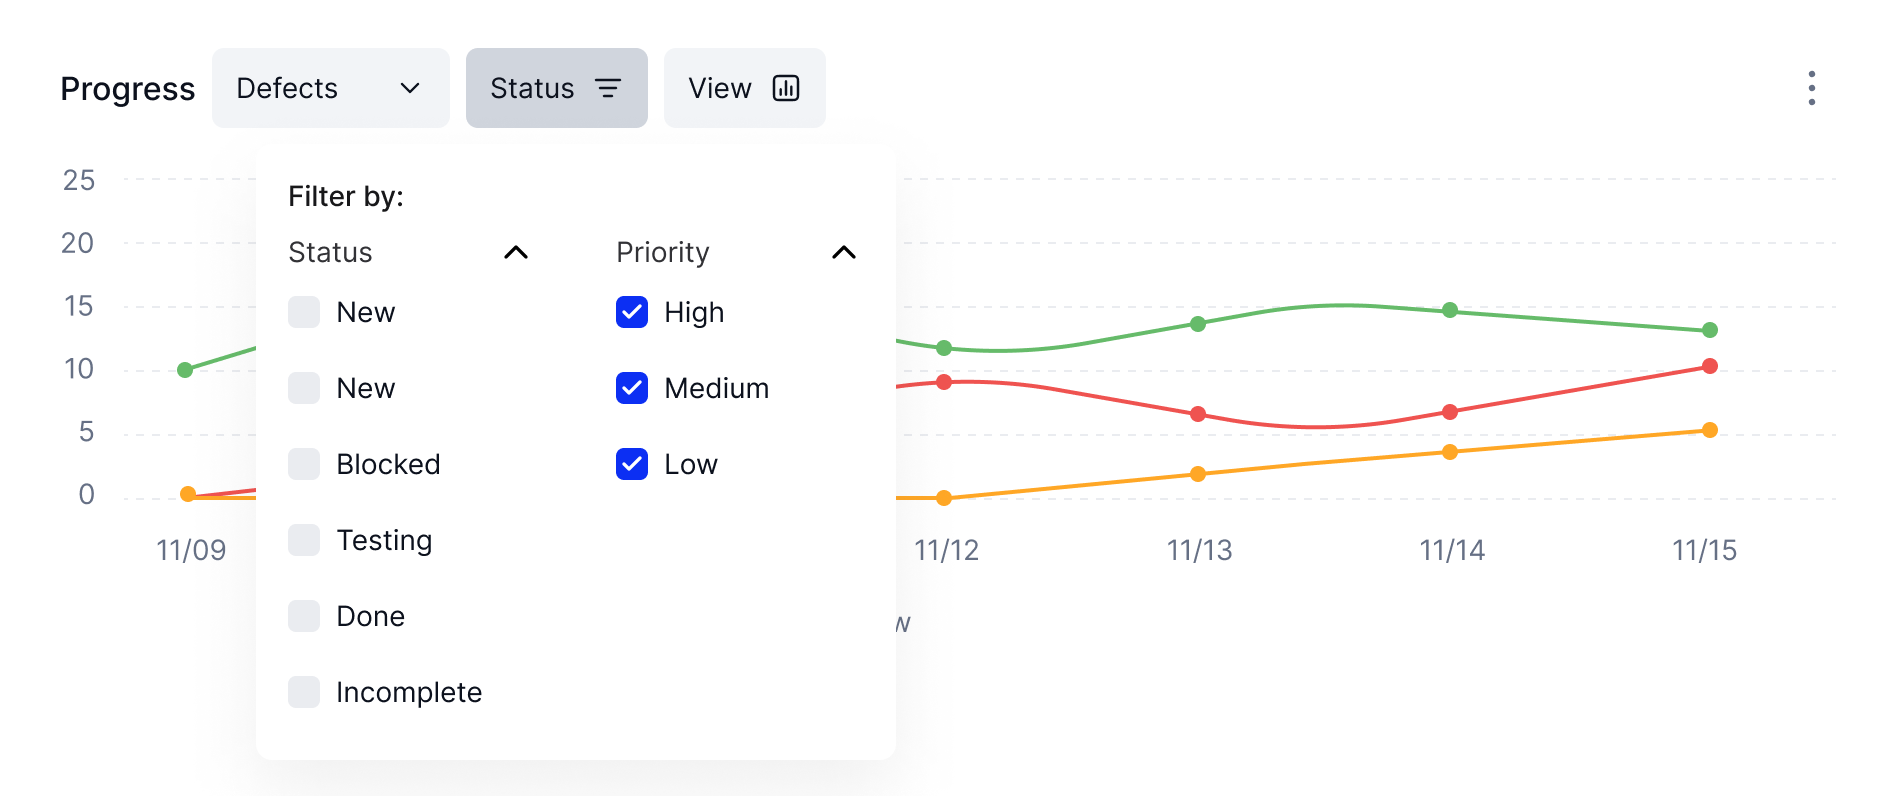 Progress Defects Status View
25
Filter by:
20
Status Priority
15
New High
10
New Medium
5
Blocked Low
0
11/09 Testing 11/12 11/13 11/14 11/15
Done
Incomplete